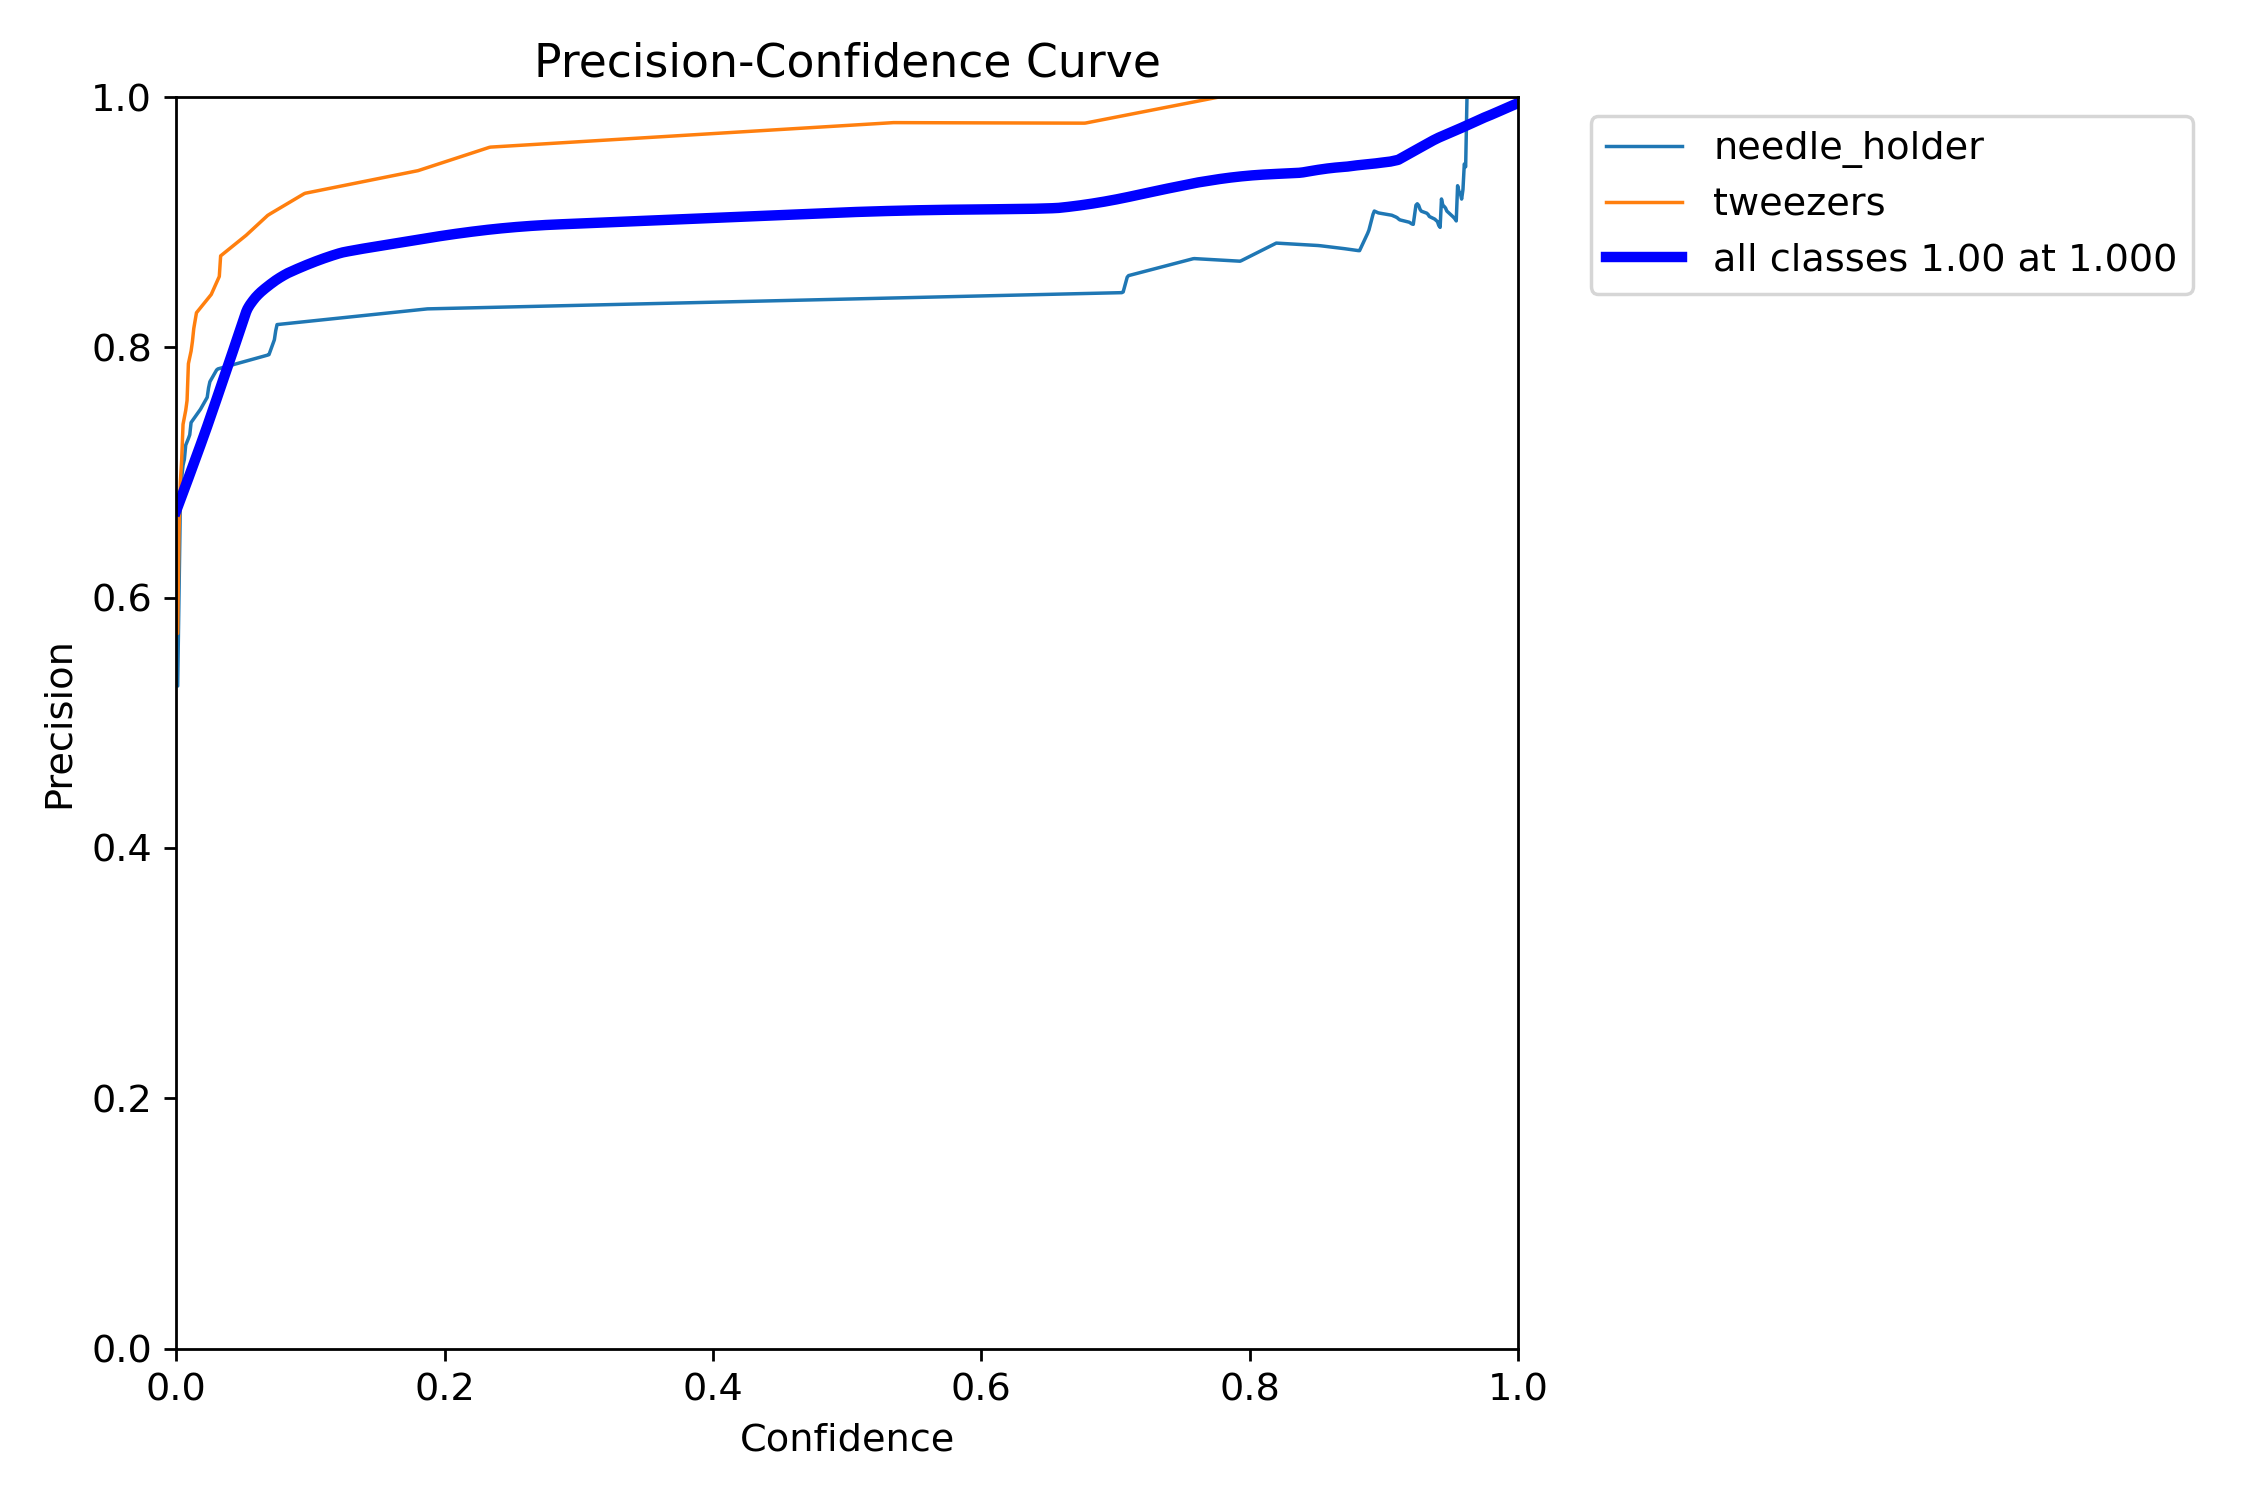 Precision-Confidence Curve
1.0
0.8
0.6
0.4
0.2
0.0
Precision
0.0 0.2 0.4 0.6 0.8 1.0
Confidence
needle_holder
tweezers
all classes 1.00 at 1.000